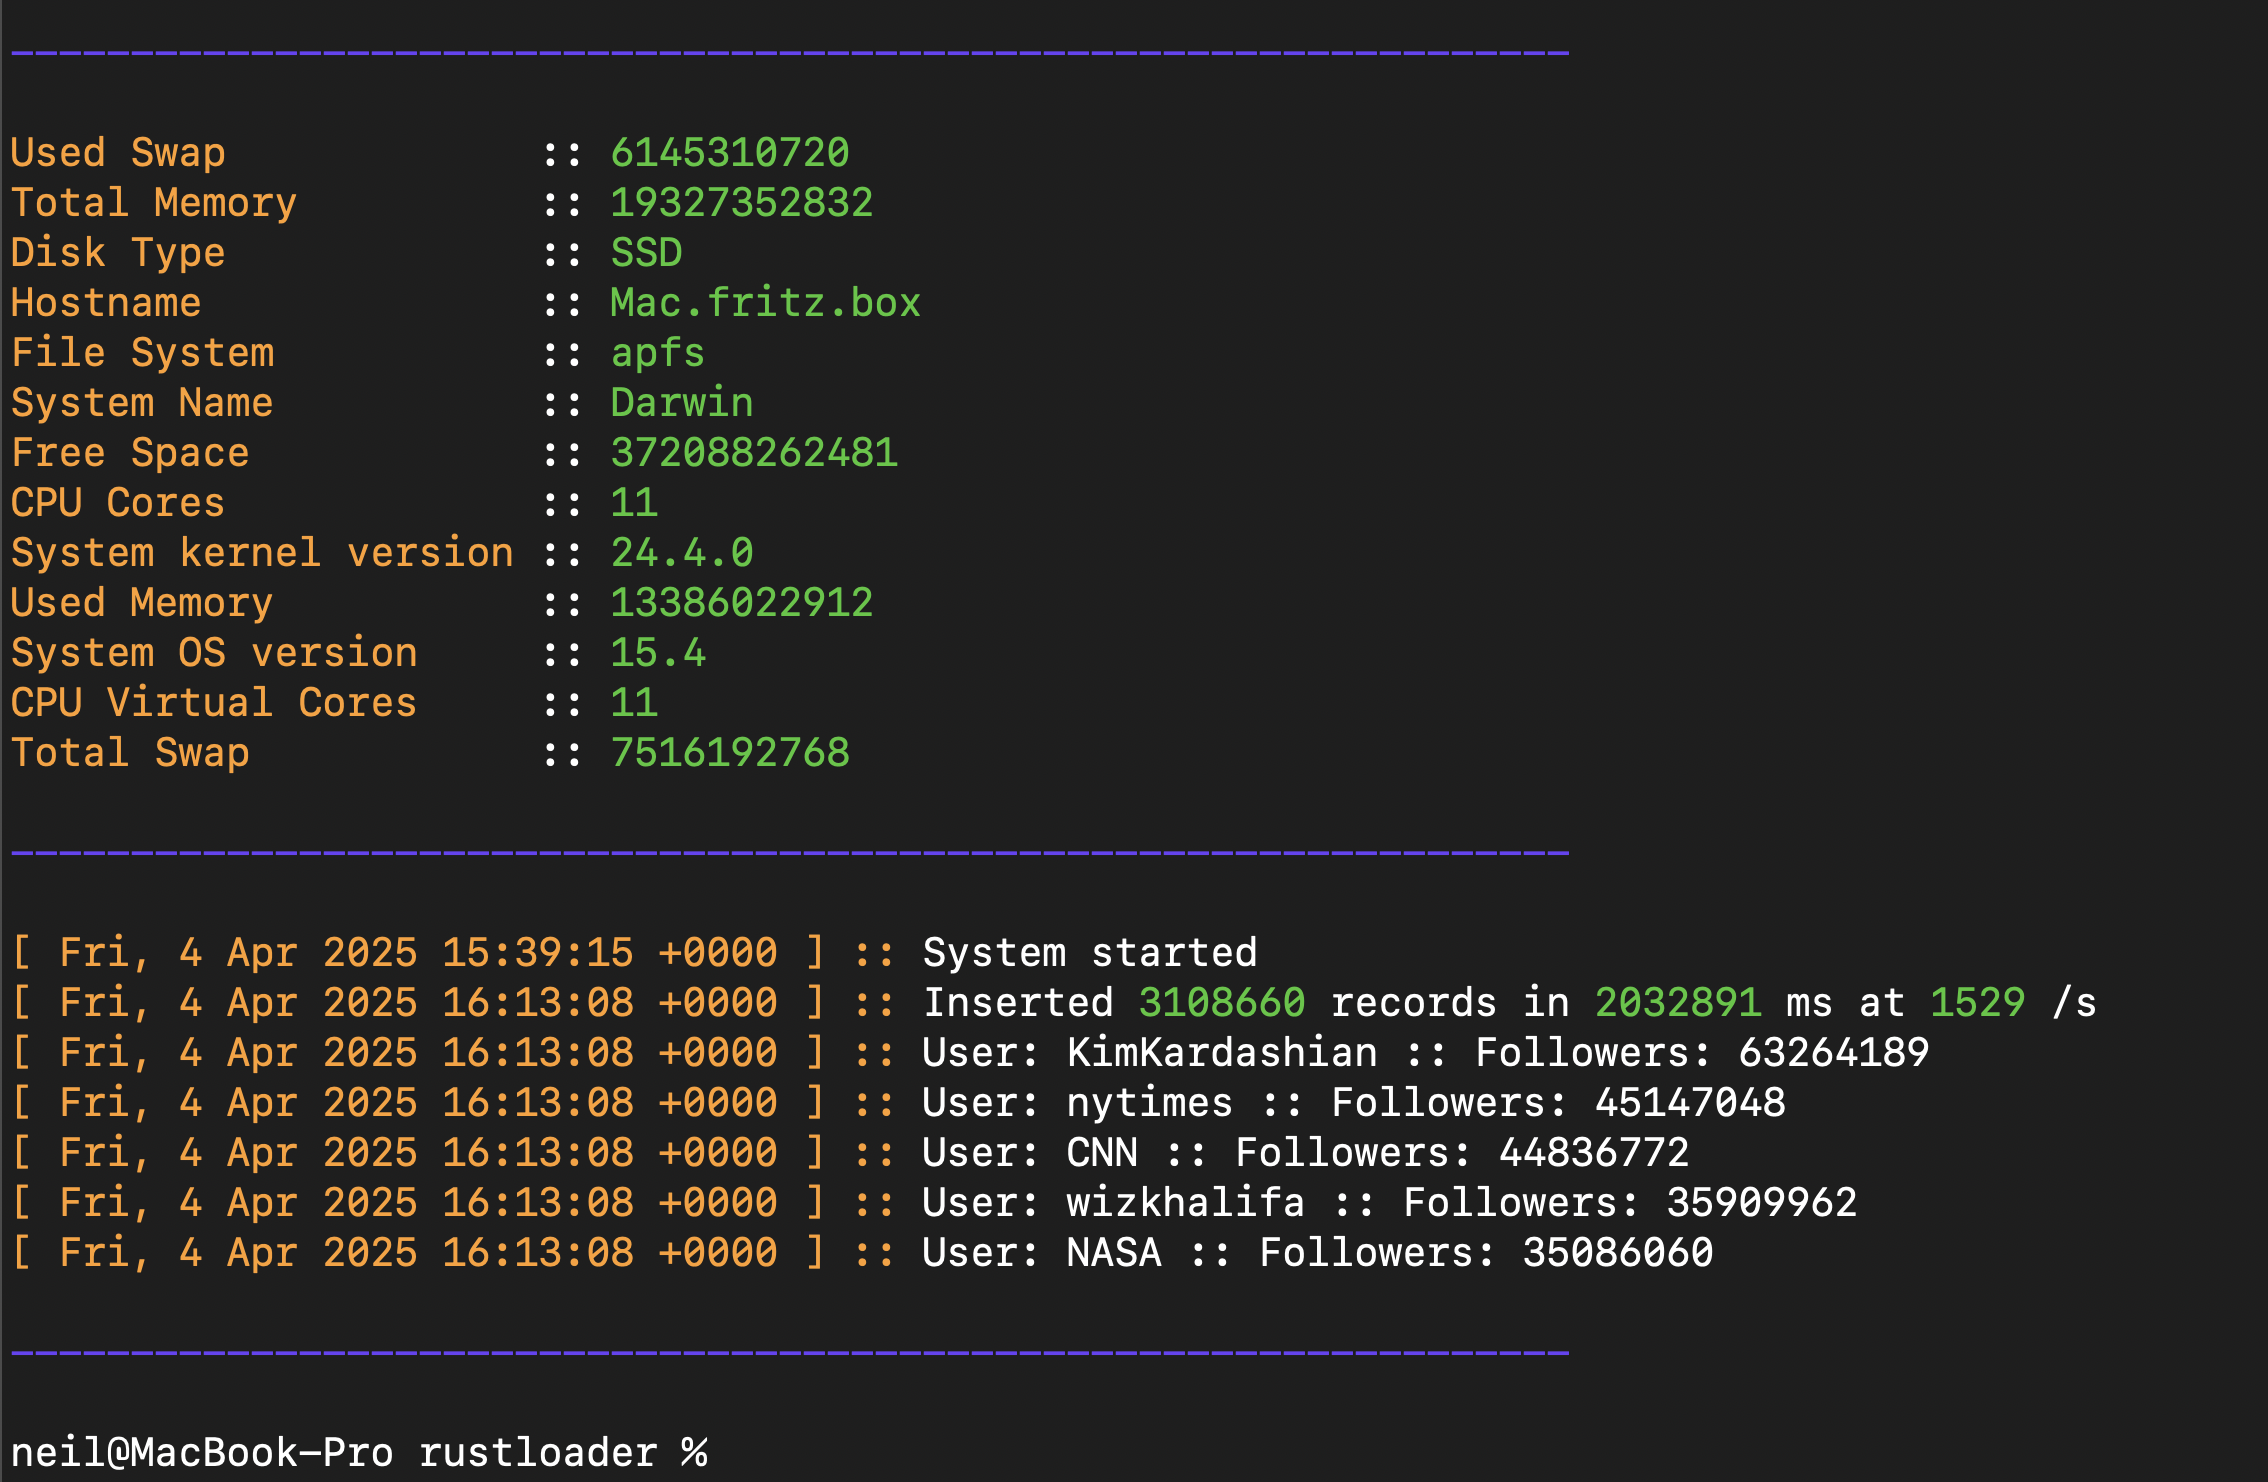 Used Swap :: 6145310720
Total Memory :: 19327352832
Disk Type :: SSD
Hostname :: Mac.fritz.box
File System :: apfs
System Name :: Darwin
Free Space :: 372088262481
CPU Cores :: 11
System kernel version :: 24.4.0
Used Memory :: 13386022912
System OS version :: 15.4
CPU Virtual Cores :: 11
Total Swap :: 7516192768
[ Fri, 4 Apr 2025 15:39:15 +0000 ] :: System started
[ Fri, 4 Apr 2025 16:13:08 +0000 ] :: Inserted 3108660 records in 2032891 ms at 1529 /s
[ Fri, 4 Apr 2025 16:13:08 +0000 ] :: User: KimKardashian :: Followers: 63264189
[ Fri, 4 Apr 2025 16:13:08 +0000 ] :: User: nytimes :: Followers: 45147048
[ Fri, 4 Apr 2025 16:13:08 +0000 ] :: User: CNN :: Followers: 44836772
[ Fri, 4 Apr 2025 16:13:08 +0000 ] :: User: wizkhalifa :: Followers: 35909962
[ Fri, 4 Apr 2025 16:13:08 +0000 ] :: User: NASA :: Followers: 35086060
neil@MacBook-Pro rustloader %